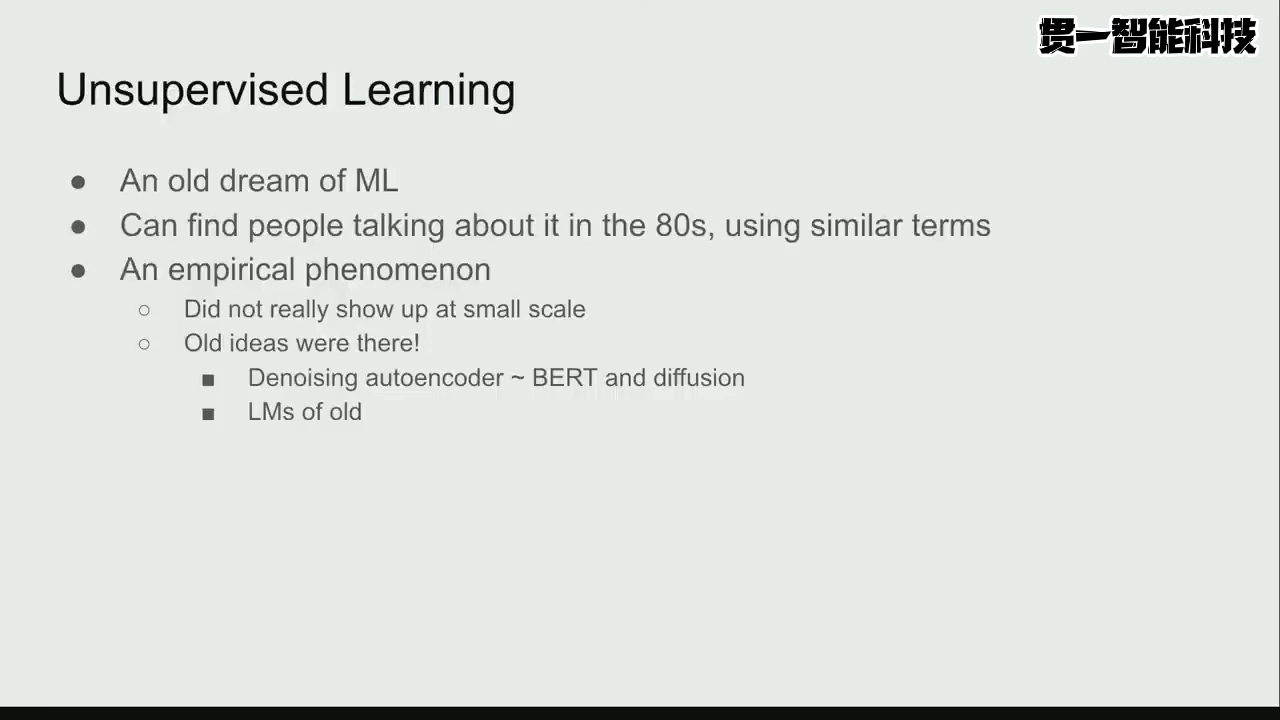 贯一智能科技
Unsupervised Learning
● An old dream of ML
● Can find people talking about it in the 80s, using similar terms
● An empirical phenomenon
○ Did not really show up at small scale
○ Old ideas were there!
■ Denoising autoencoder ~ BERT and diffusion
■ LMs of old